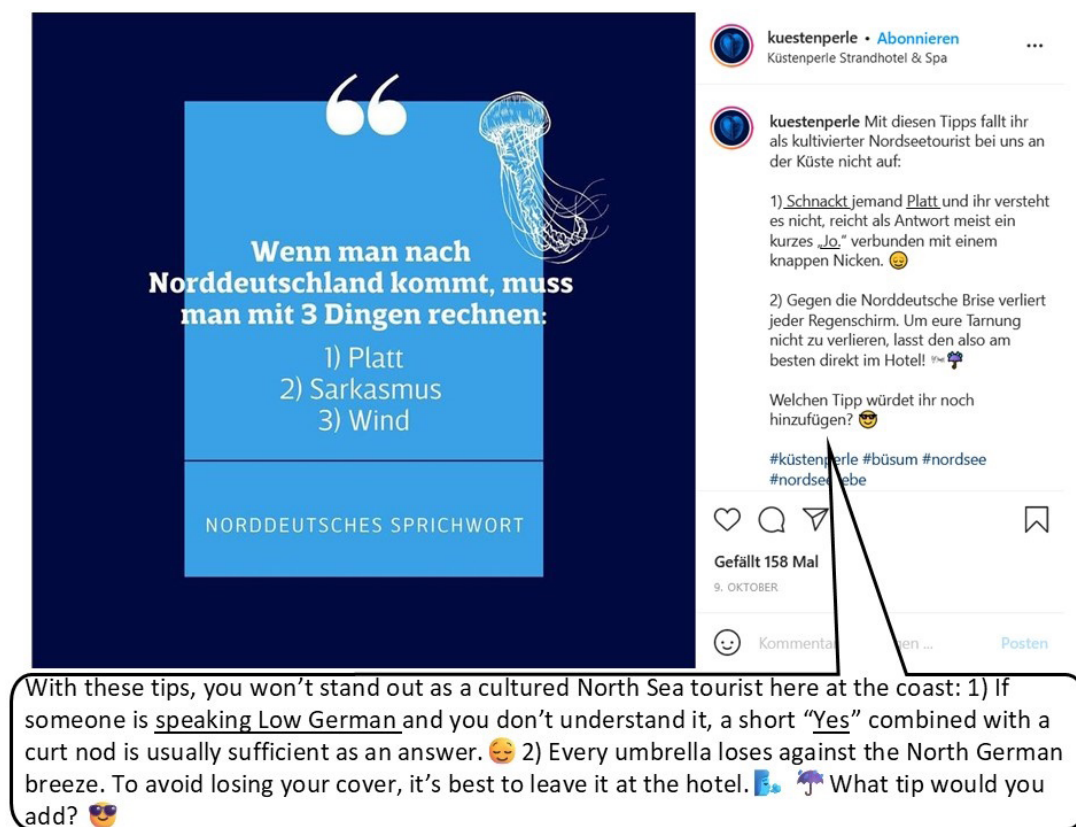 Wenn man nach
Norddeutschland kommt, muss
man mit 3 Dingen rechnen:
1) Platt
2) Sarkasmus
3) Wind
NORDDEUTSCHES SPRICHWORT
kuestenperle • Abonnieren
Küstenperle Strandhotel & Spa
kuestenperle Mit diesen Tipps fallt ihr
als kultivierter Nordseetourist bei uns an
der Küste nicht auf:
1) Schnackt jemand Platt und ihr versteht
es nicht, reicht als Antwort meist ein
kurzes „Jo.“ verbunden mit einem
knappen Nicken. 😌
2) Gegen die Norddeutsche Brise verliert
jeder Regenschirm. Um eure Tarnung
nicht zu verlieren, lasst den also am
besten direkt im Hotel! 🌬☂
Welchen Tipp würdet ihr noch
hinzufügen? 😎
#küstenperle #büsum #nordsee
Gefällt 158 Mal
9. OKTOBER
Posten
With these tips, you won’t stand out as a cultured North Sea tourist here at the coast: 1) If
someone is speaking Low German and you don’t understand it, a short “Yes” combined with a
curt nod is usually sufficient as an answer. 😌 2) Every umbrella loses against the North German
breeze. To avoid losing your cover, it’s best to leave it at the hotel. 🌬 ☂ What tip would you
add? 😎